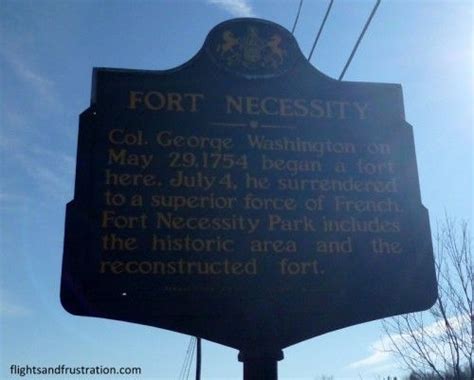 FORT NECESSITY
Col. George Washington on
May 29, 1754 began a fort
here. July 4, he surrendered
to a superior force of French.
Fort Necessity Park includes
the historic area and the
reconstructed fort.
flightsandfrustration.com